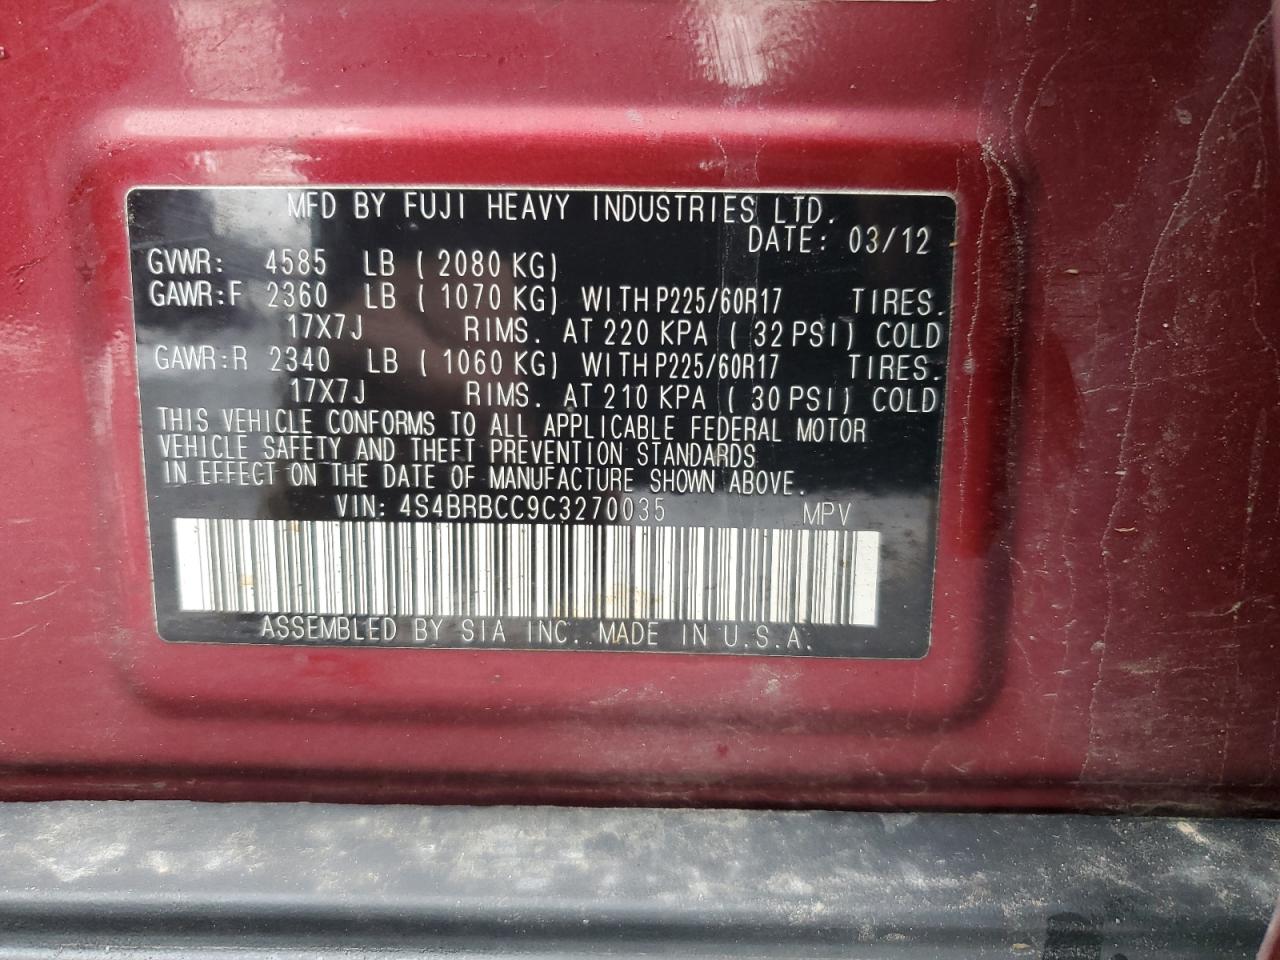 MFD BY FUJI HEAVY INDUSTRIES LTD.
DATE: 03/12
GVWR: 4585 LB ( 2080 KG)
GAWR:F 2360 LB ( 1070 KG) WITH P225/60R17 TIRES.
17X7J RIMS. AT 220 KPA ( 32 PSI) COLD
GAWR:R 2340 LB ( 1060 KG) WITH P225/60R17 TIRES.
17X7J RIMS. AT 210 KPA ( 30 PSI) COLD
THIS VEHICLE CONFORMS TO ALL APPLICABLE FEDERAL MOTOR
VEHICLE SAFETY AND THEFT PREVENTION STANDARDS
IN EFFECT ON THE DATE OF MANUFACTURE SHOWN ABOVE.
VIN: 4S4BRBCC9C3270035 MPV
ASSEMBLED BY SIA INC. MADE IN U.S.A.